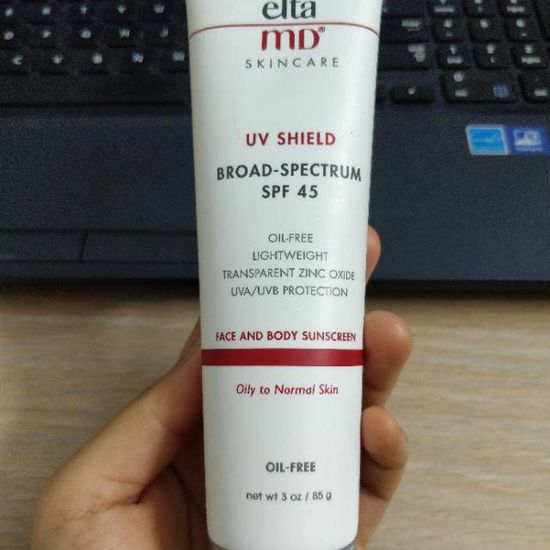 elta
MD®
SKINCARE
UV SHIELD
BROAD-SPECTRUM
SPF 45
OIL-FREE
LIGHTWEIGHT
TRANSPARENT ZINC OXIDE
UVA/UVB PROTECTION
FACE AND BODY SUNSCREEN
Oily to Normal Skin
OIL-FREE
net wt 3 oz / 85 g